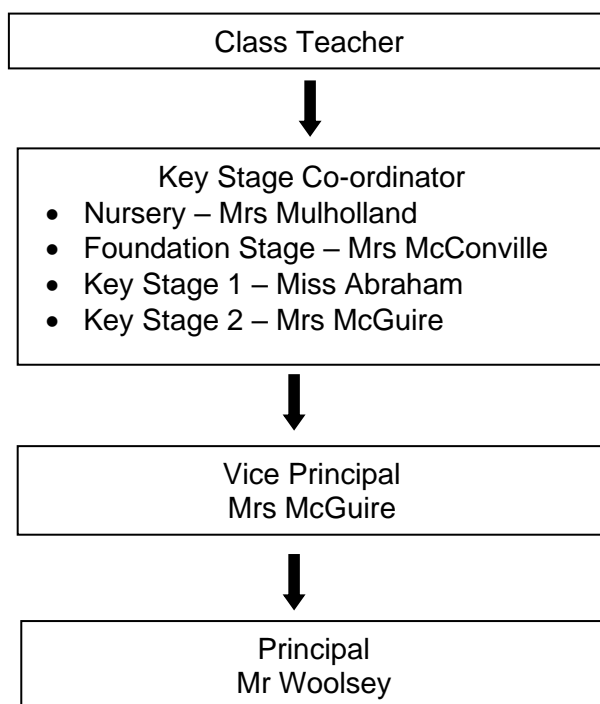 Class Teacher
Key Stage Co-ordinator
• Nursery – Mrs Mulholland
• Foundation Stage – Mrs McConville
• Key Stage 1 – Miss Abraham
• Key Stage 2 – Mrs McGuire
Vice Principal
Mrs McGuire
Principal
Mr Woolsey